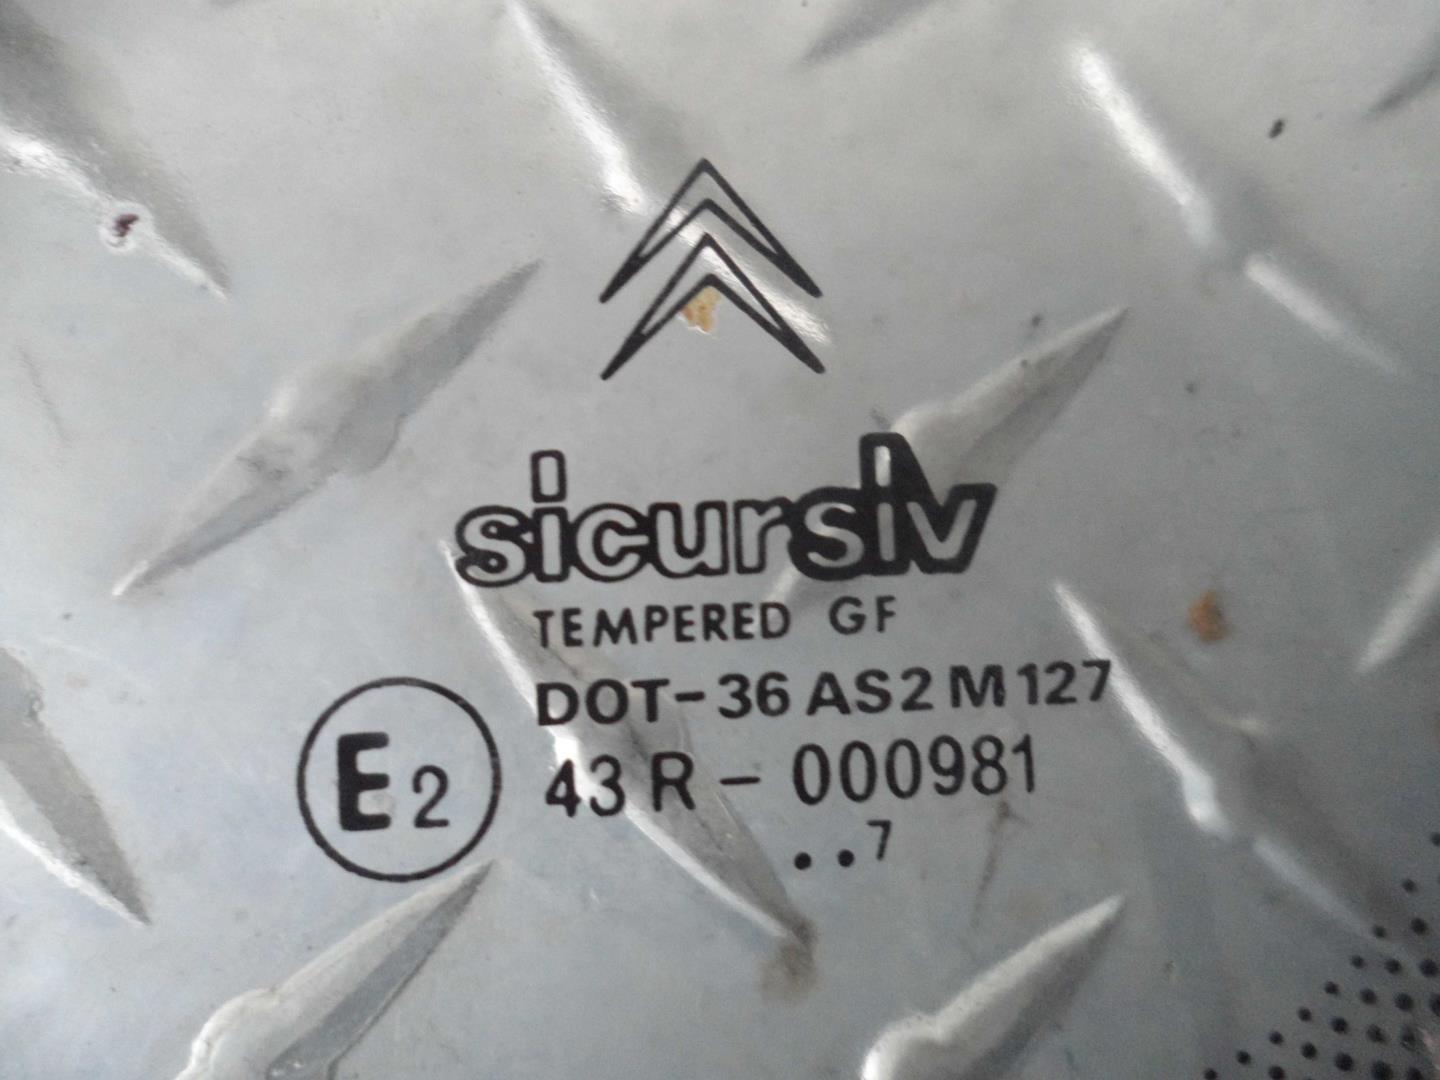 sicursiv
TEMPERED GF
DOT-36 AS2 M127
E2
43 R - 000981
..7